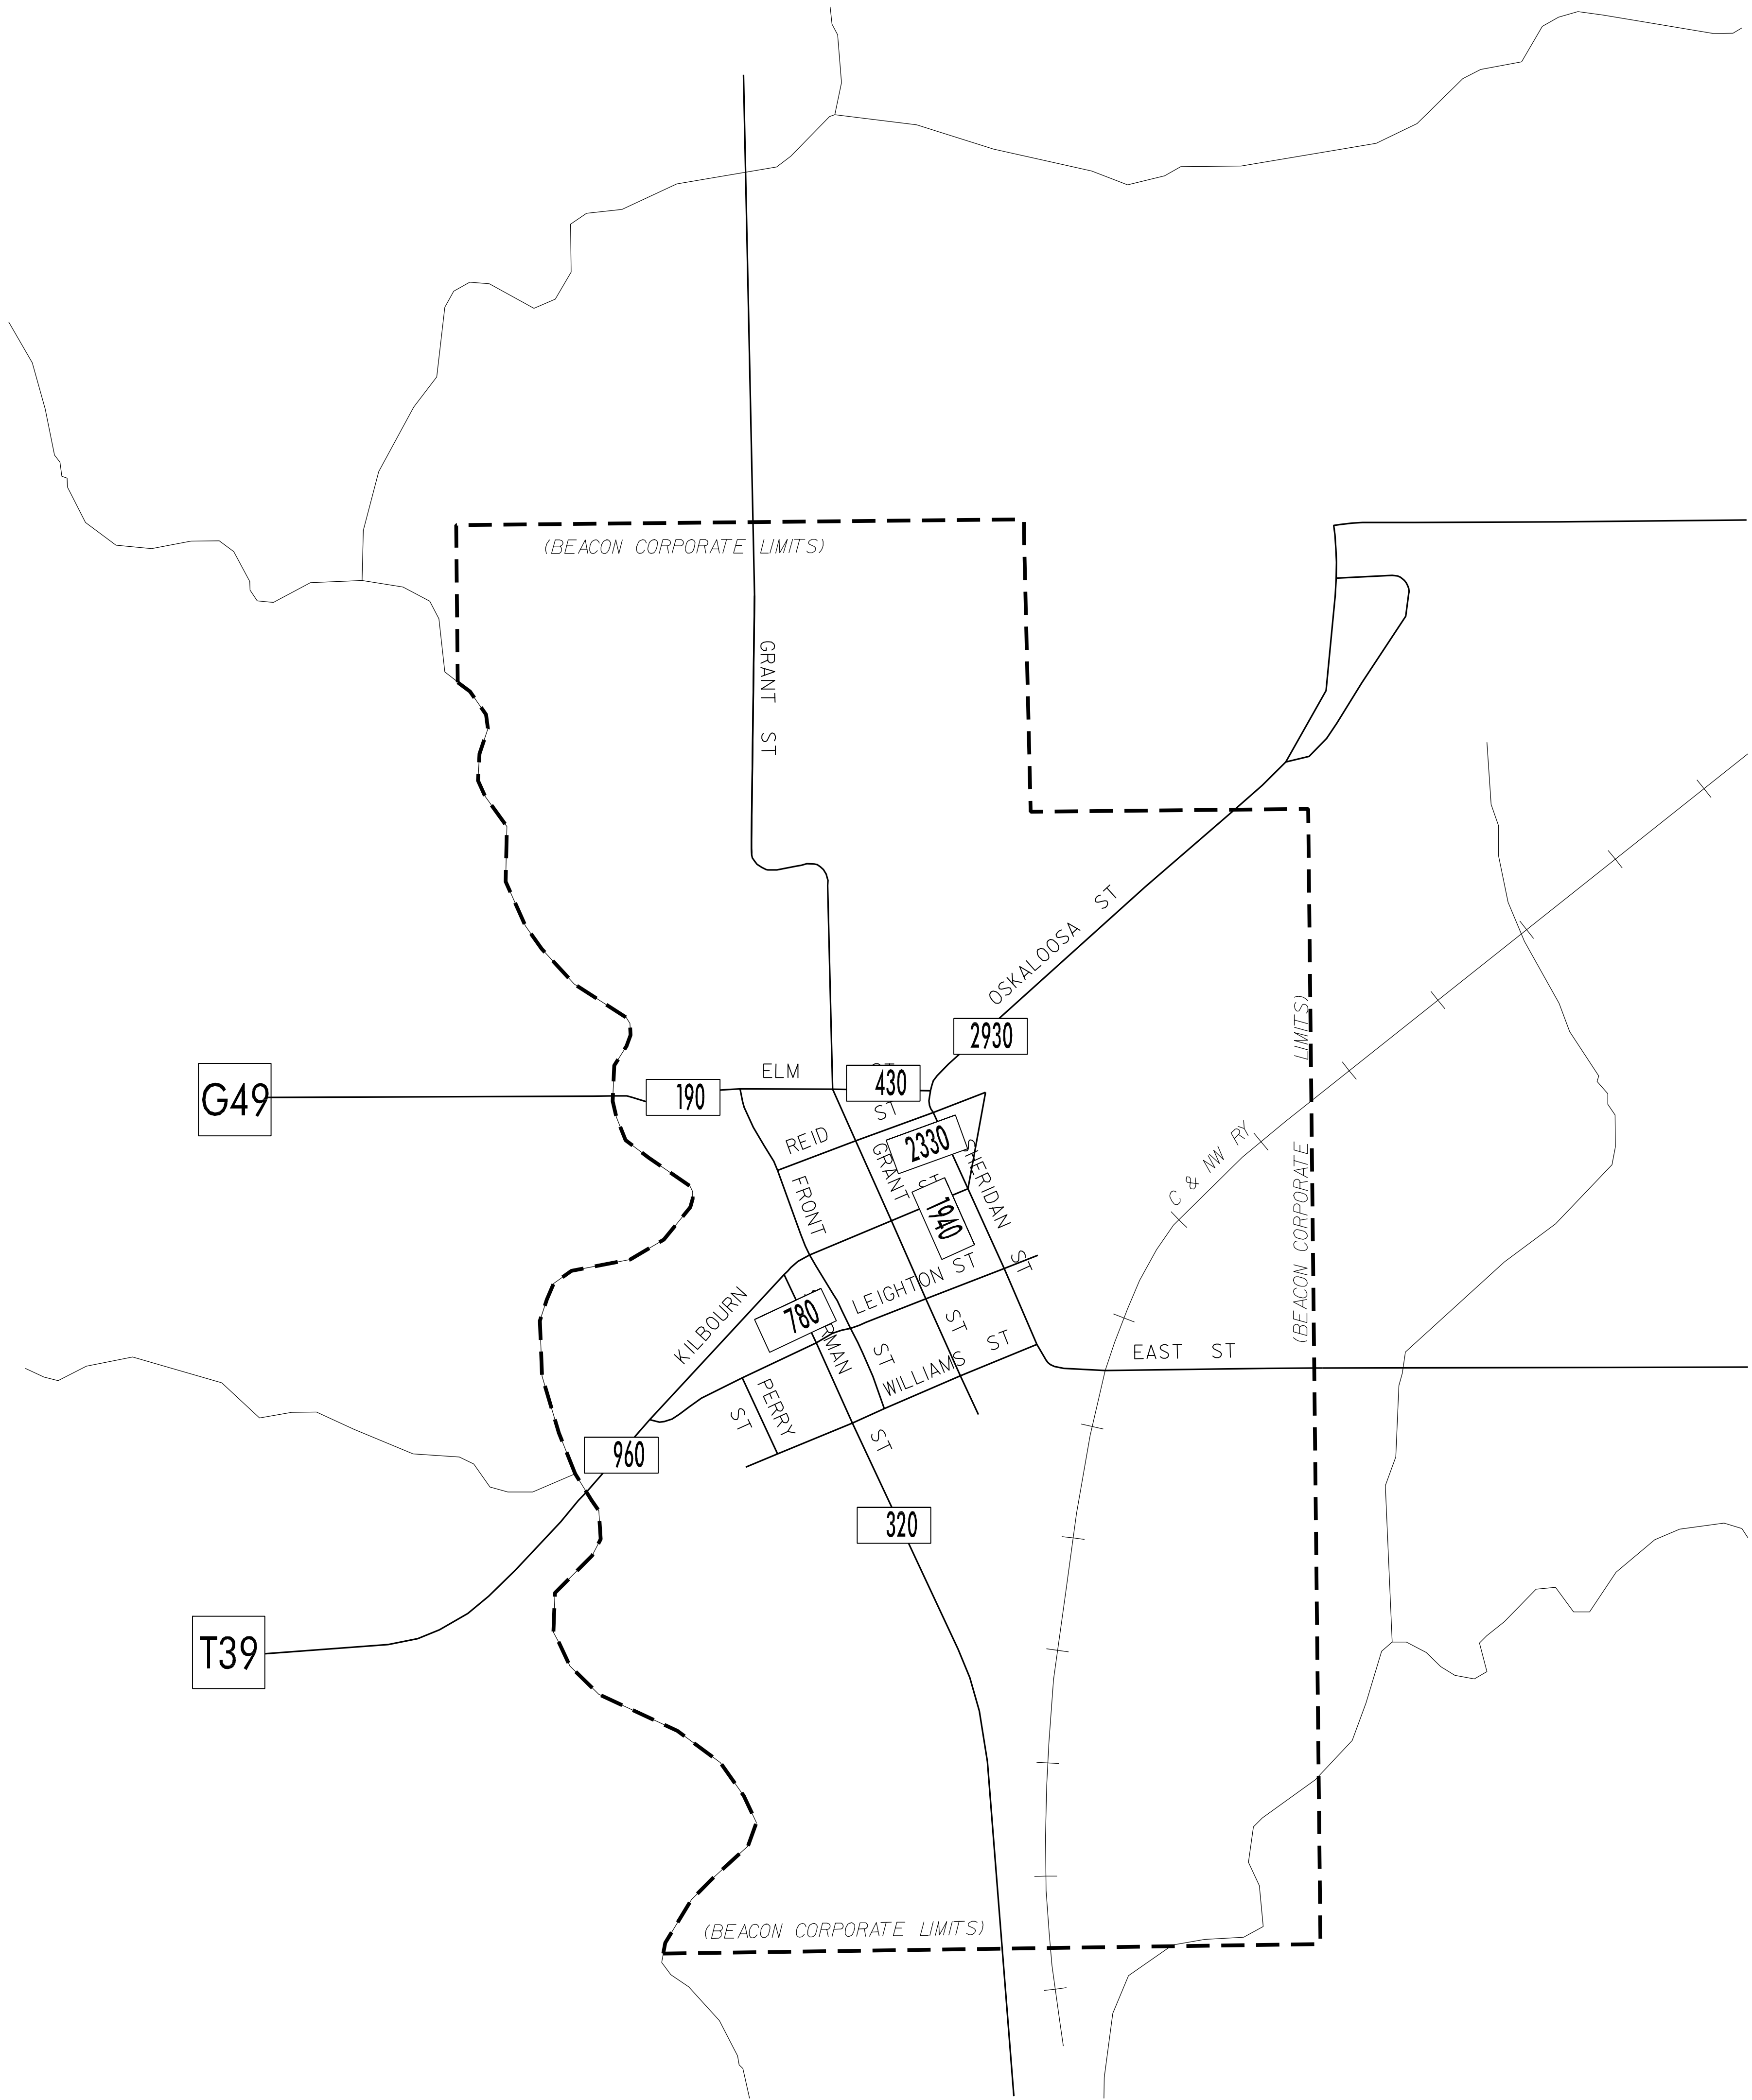 (BEACON CORPORATE LIMITS)
GRANT ST
OSKALOOSA ST
2930
LIMITS)
(BEACON CORPORATE
ELM
430
190
G49
REID ST
2330
GRANT ST
SHERIDAN ST
C & NW RY
1940
FRONT ST
LEIGHTON ST
KILBOURN
780
RMAN ST
WILLIAMS ST
EAST ST
PERRY ST
960
320
T39
(BEACON CORPORATE LIMITS)